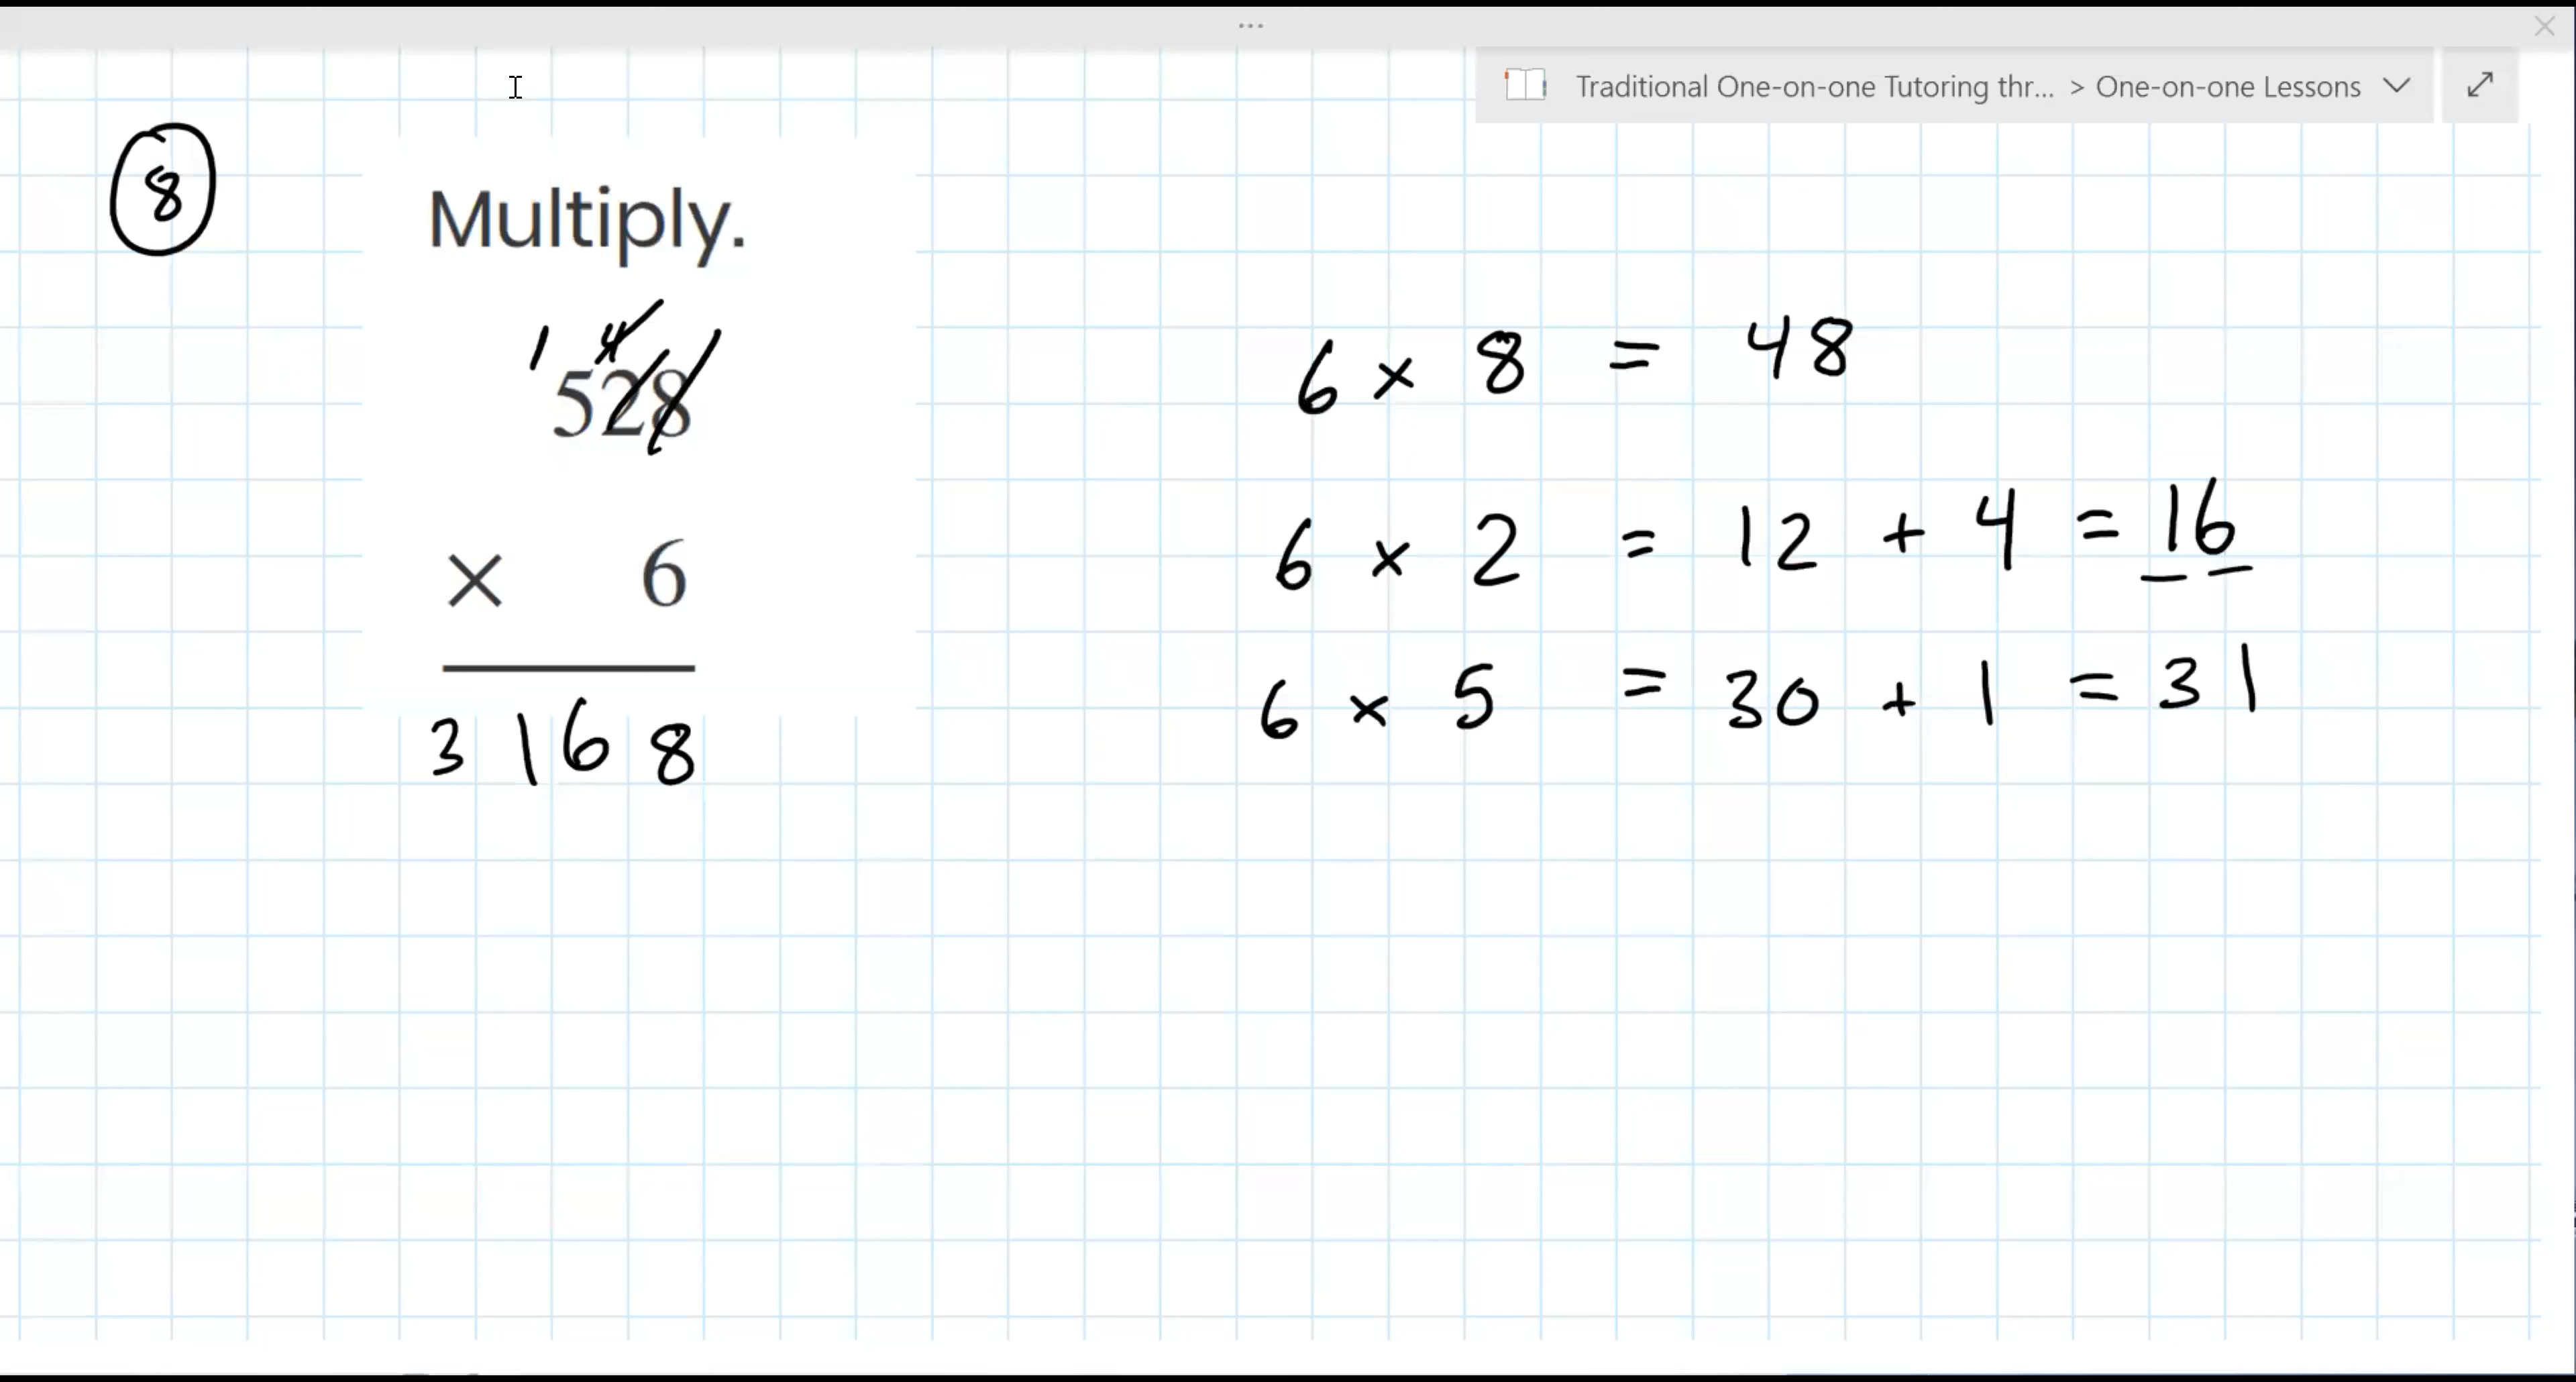 ...
Traditional One-on-one Tutoring thr... > One-on-one Lessons
8
Multiply.
1 4
528
× 6
3168
6 × 8 = 48
6 × 2 = 12 + 4 = 16
6 × 5 = 30 + 1 = 31